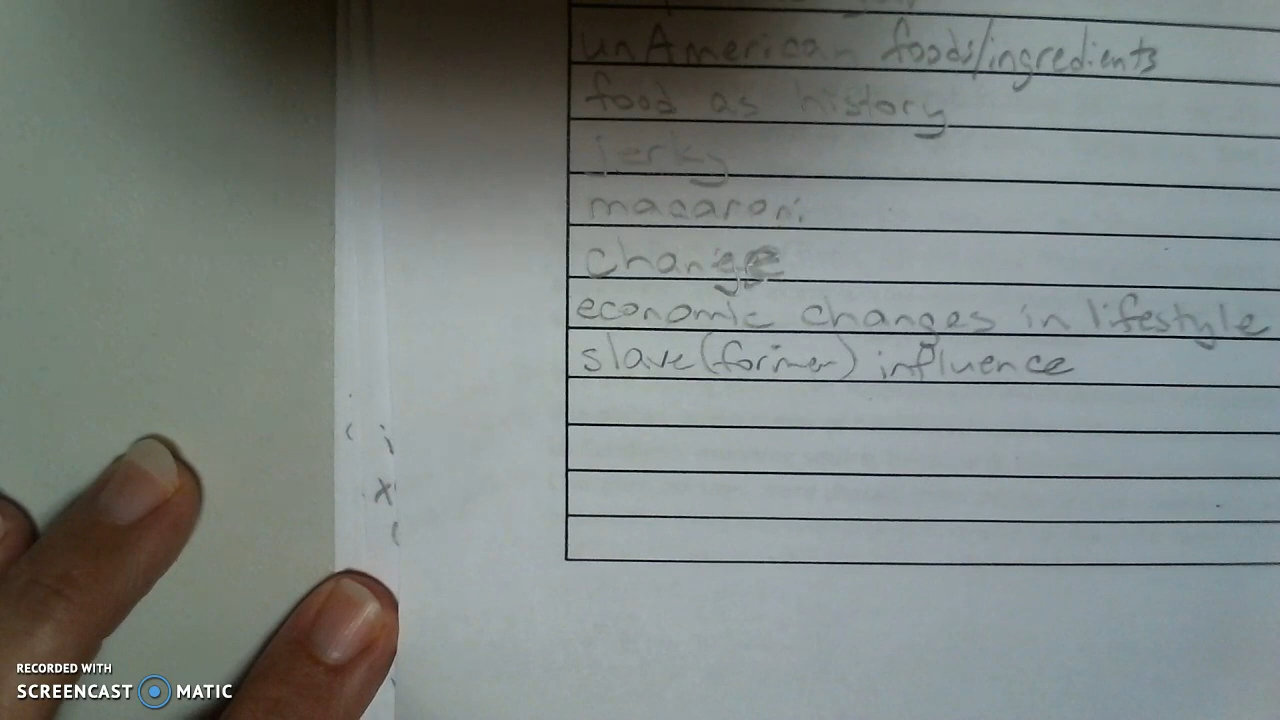 unAmerican foods/ingredients
food as history
jerky
macaroni
change
economic changes in lifestyle
slave (former) influence
x
RECORDED WITH
SCREENCAST MATIC